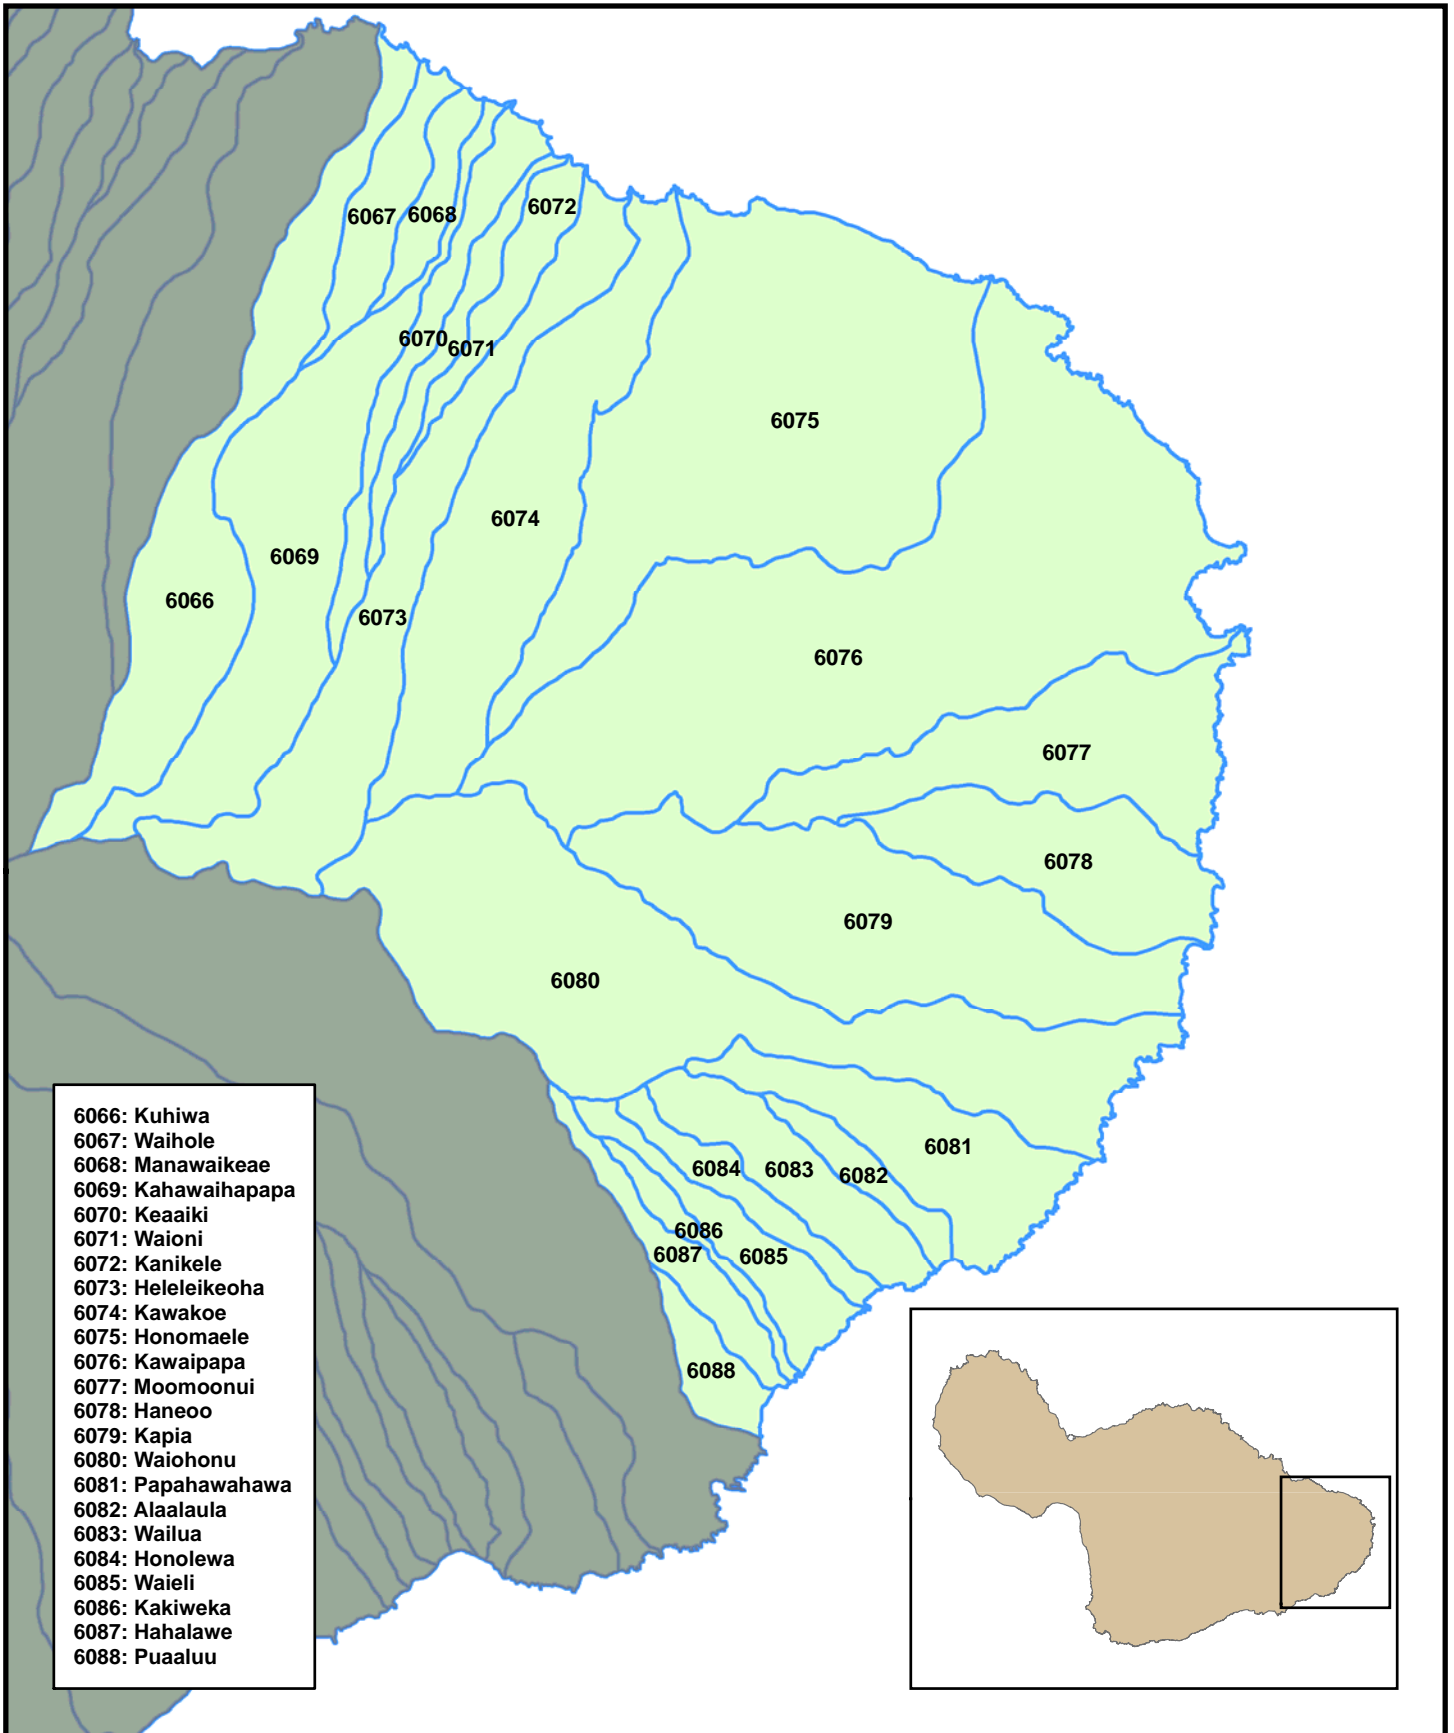 6067
6068
6072
6070
6071
6075
6074
6069
6066
6073
6076
6077
6078
6079
6080
6081
6084
6083
6082
6086
6087
6085
6088
6066: Kuhiwa
6067: Waihole
6068: Manawaikeae
6069: Kahawaihapapa
6070: Keaaiki
6071: Waioni
6072: Kanikele
6073: Heleleikeoha
6074: Kawakoe
6075: Honomaele
6076: Kawaipapa
6077: Moomoonui
6078: Haneoo
6079: Kapia
6080: Waiohonu
6081: Papahawahawa
6082: Alaalaula
6083: Wailua
6084: Honolewa
6085: Waieli
6086: Kakiweka
6087: Hahalawe
6088: Puaaluu